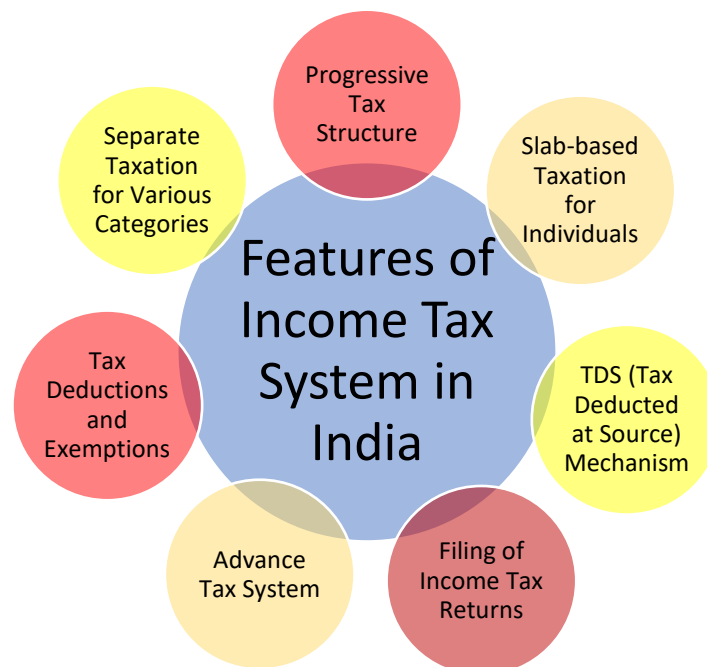 Progressive
Tax
Structure
Slab-based
Taxation
for
Individuals
TDS (Tax
Deducted
at Source)
Mechanism
Filing of
Income Tax
Returns
Advance
Tax System
Tax
Deductions
and
Exemptions
Separate
Taxation
for Various
Categories
Features of
Income Tax
System in
India